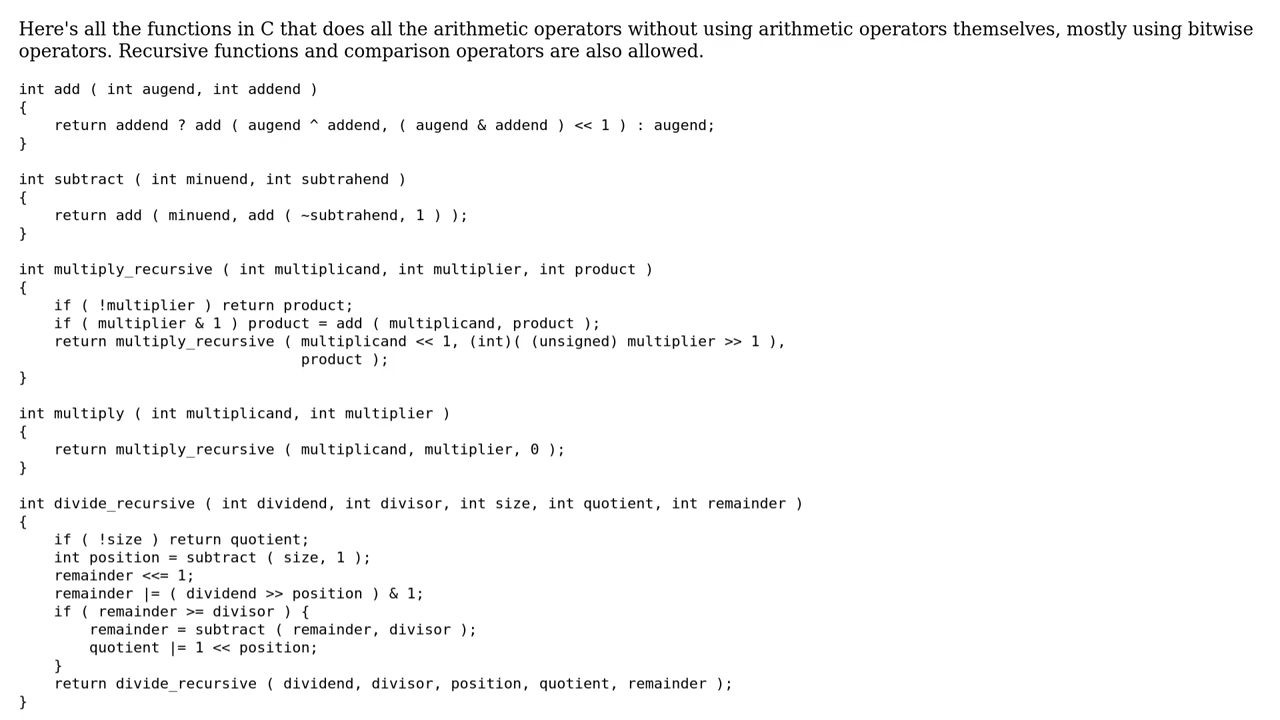 Here's all the functions in C that does all the arithmetic operators without using arithmetic operators themselves, mostly using bitwise
operators. Recursive functions and comparison operators are also allowed.

int add ( int augend, int addend )
{
    return addend ? add ( augend ^ addend, ( augend & addend ) << 1 ) : augend;
}

int subtract ( int minuend, int subtrahend )
{
    return add ( minuend, add ( ~subtrahend, 1 ) );
}

int multiply_recursive ( int multiplicand, int multiplier, int product )
{
    if ( !multiplier ) return product;
    if ( multiplier & 1 ) product = add ( multiplicand, product );
    return multiply_recursive ( multiplicand << 1, (int)( (unsigned) multiplier >> 1 ),
                                product );
}

int multiply ( int multiplicand, int multiplier )
{
    return multiply_recursive ( multiplicand, multiplier, 0 );
}

int divide_recursive ( int dividend, int divisor, int size, int quotient, int remainder )
{
    if ( !size ) return quotient;
    int position = subtract ( size, 1 );
    remainder <<= 1;
    remainder |= ( dividend >> position ) & 1;
    if ( remainder >= divisor ) {
        remainder = subtract ( remainder, divisor );
        quotient |= 1 << position;
    }
    return divide_recursive ( dividend, divisor, position, quotient, remainder );
}